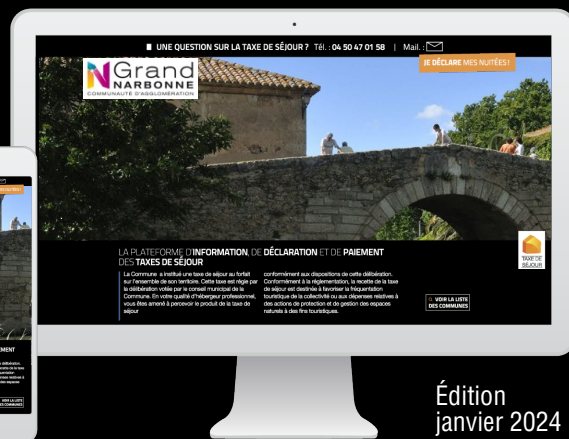 UNE QUESTION SUR LA TAXE DE SÉJOUR ? Tél. : 04 50 47 01 58 | Mail. :
JE DÉCLARE MES NUITÉES !
Grand
NARBONNE
COMMUNAUTÉ D'AGGLOMÉRATION
LA PLATEFORME D'INFORMATION, DE DÉCLARATION ET DE PAIEMENT
DES TAXES DE SÉJOUR
La Commune a institué une taxe de séjour au forfait
sur l'ensemble de son territoire. Cette taxe est régie par
la délibération votée par le conseil municipal de la
Commune. En votre qualité d'hébergeur professionnel,
vous êtes amené à percevoir le produit de la taxe de
séjour
conformément aux dispositions de cette délibération.
Conformément à la réglementation, la recette de la taxe
de séjour est destinée à favoriser la fréquentation
touristique de la collectivité ou aux dépenses relatives à
des actions de protection et de gestion des espaces
naturels à des fins touristiques.
TAXE DE
SÉJOUR
VOIR LA LISTE
DES COMMUNES
Édition
janvier 2024